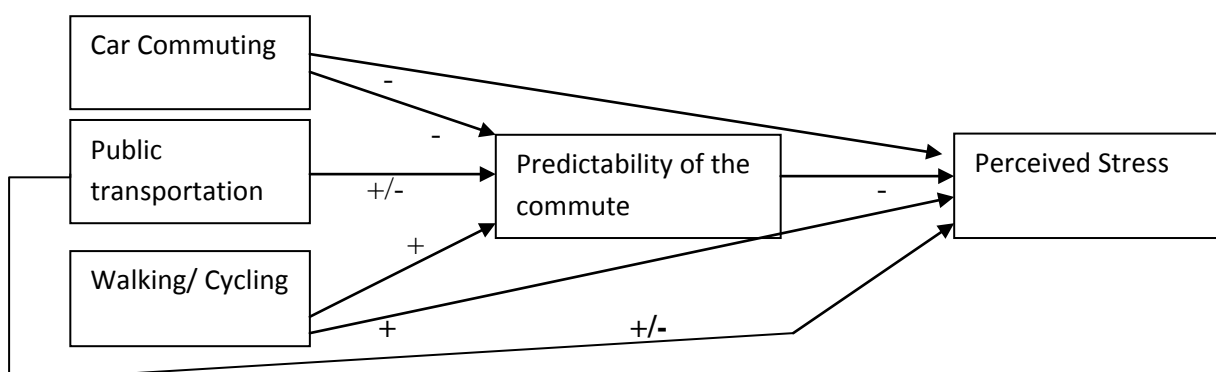 Car Commuting
-
-
Public
transportation
+/-
Predictability of the
commute
-
Perceived Stress
+
Walking/ Cycling
+
+/-